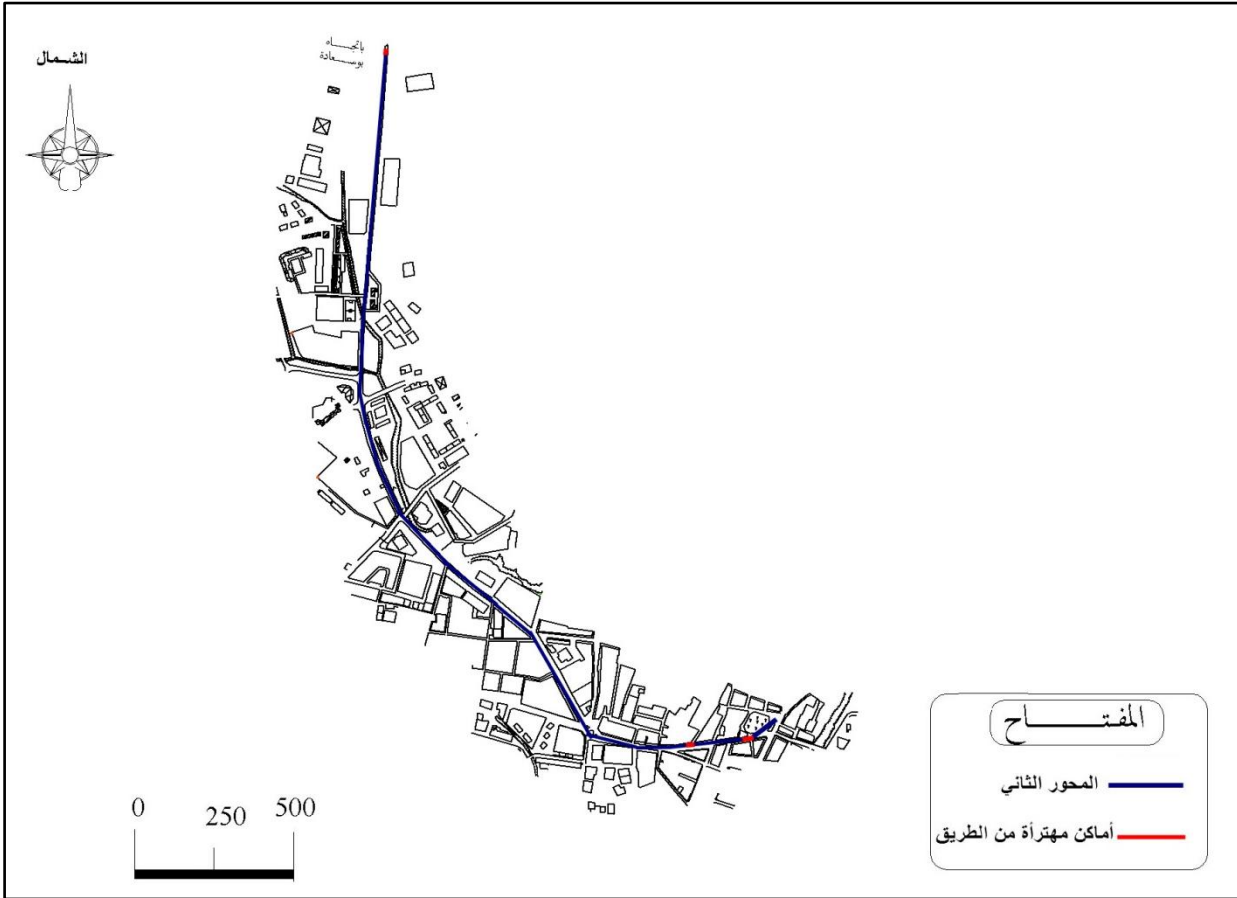 باتجاه
بوسعادة
الشمال
المفتاح
المحور الثاني
أماكن مهترأة من الطريق
0 250 500